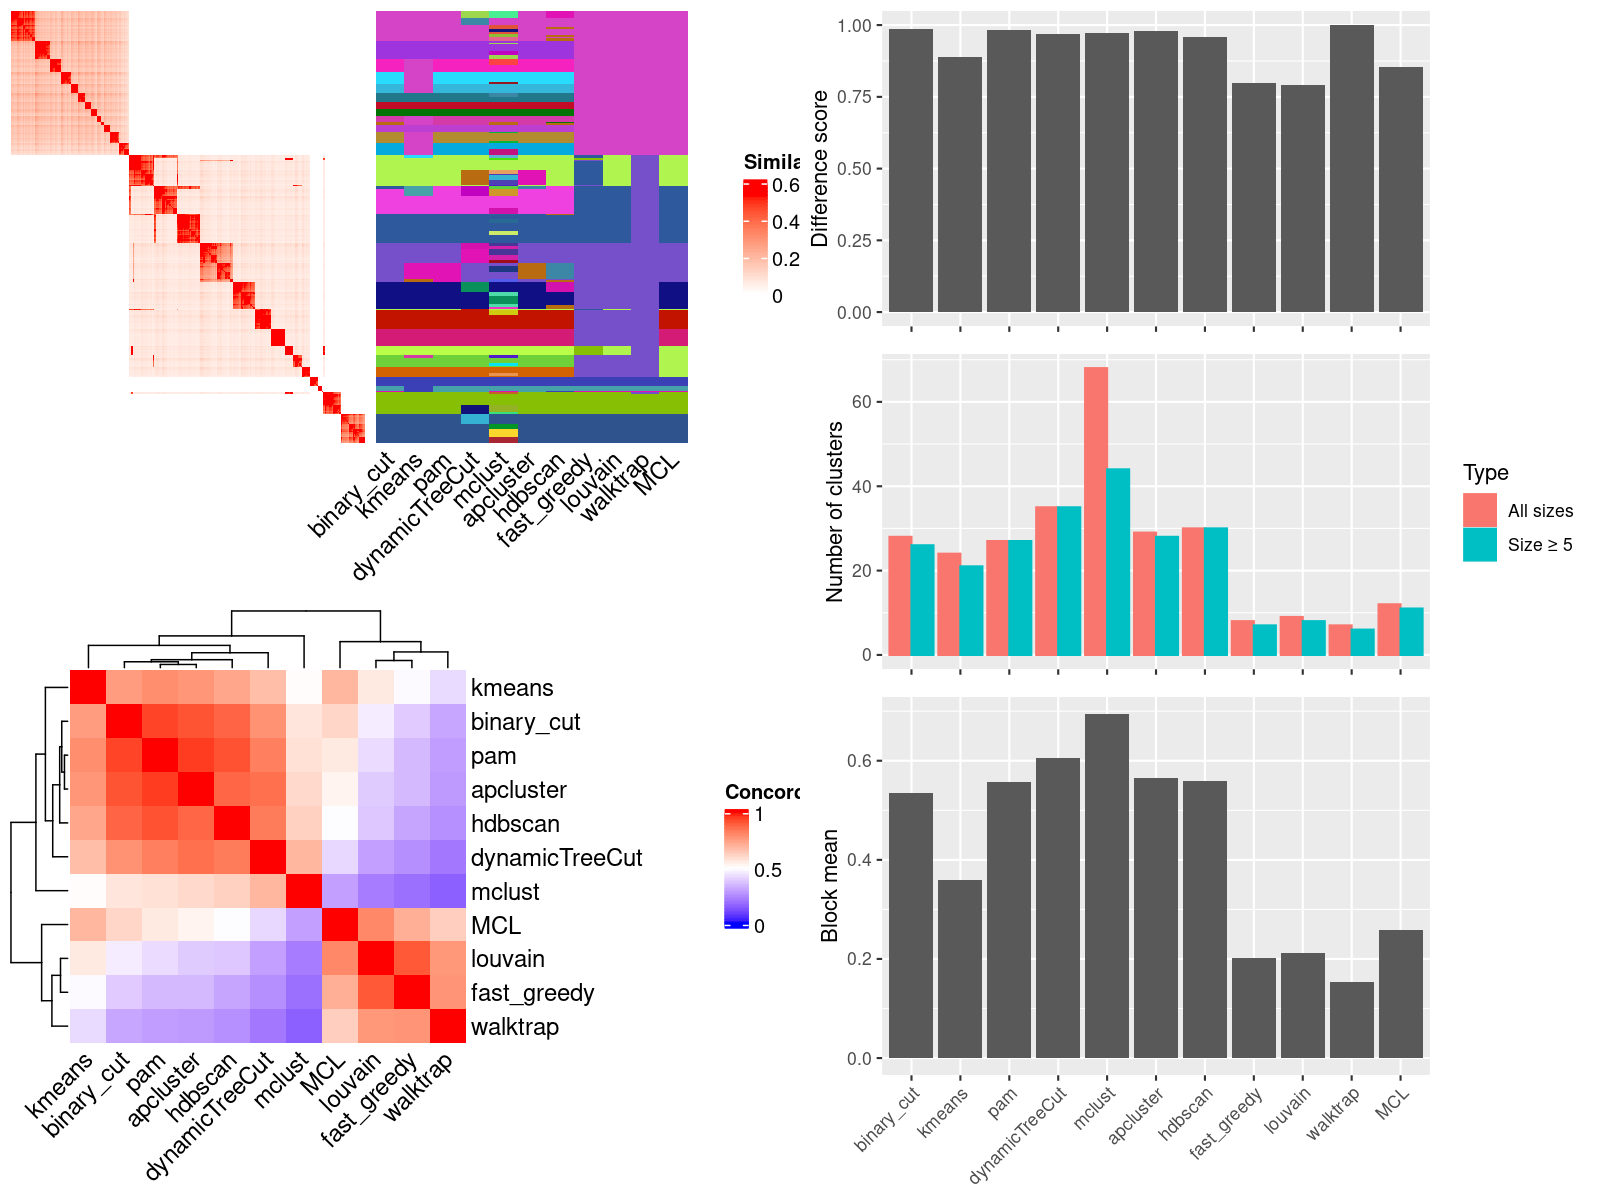 Simila
0.6
0.4
0.2
0
binary_cut
kmeans
pam
dynamicTreeCut
mclust
apcluster
hdbscan
fast_greedy
louvain
walktrap
MCL
Difference score
1.00
0.75
0.50
0.25
0.00
Number of clusters
60
40
20
0
Type
All sizes
Size ≥ 5
kmeans
binary_cut
pam
apcluster
hdbscan
dynamicTreeCut
mclust
MCL
louvain
fast_greedy
walktrap
kmeans
binary_cut
pam
apcluster
hdbscan
dynamicTreeCut
mclust
MCL
louvain
fast_greedy
walktrap
Concord
1
0.5
0
Block mean
0.6
0.4
0.2
0.0
binary_cut
kmeans
pam
dynamicTreeCut
mclust
apcluster
hdbscan
fast_greedy
louvain
walktrap
MCL